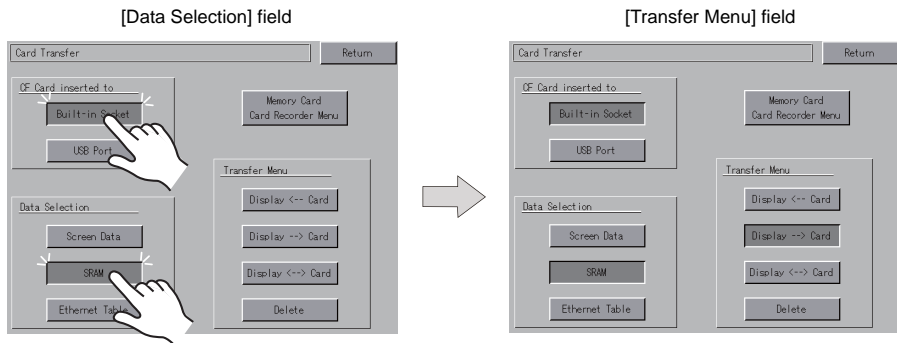 [Data Selection] field
Card Transfer
Return
CF Card inserted to
Built-in Socket
USB Port
Memory Card
Card Recorder Menu
Data Selection
Screen Data
SRAM
Ethernet Table
Transfer Menu
Display <-- Card
Display --> Card
Display <--> Card
Delete
[Transfer Menu] field
Card Transfer
Return
CF Card inserted to
Built-in Socket
USB Port
Memory Card
Card Recorder Menu
Data Selection
Screen Data
SRAM
Ethernet Table
Transfer Menu
Display <-- Card
Display --> Card
Display <--> Card
Delete